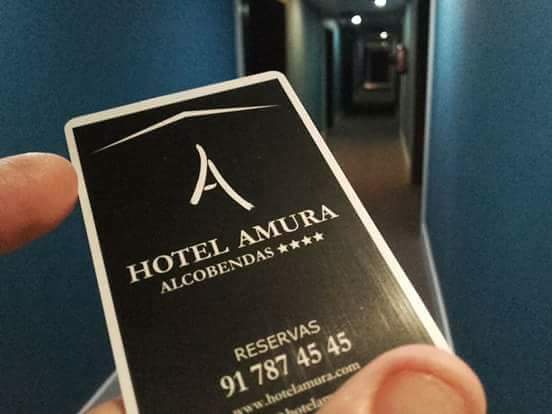 A
HOTEL AMURA
ALCOBENDAS ★★★★
RESERVAS
91 787 45 45
www.hotelamura.com